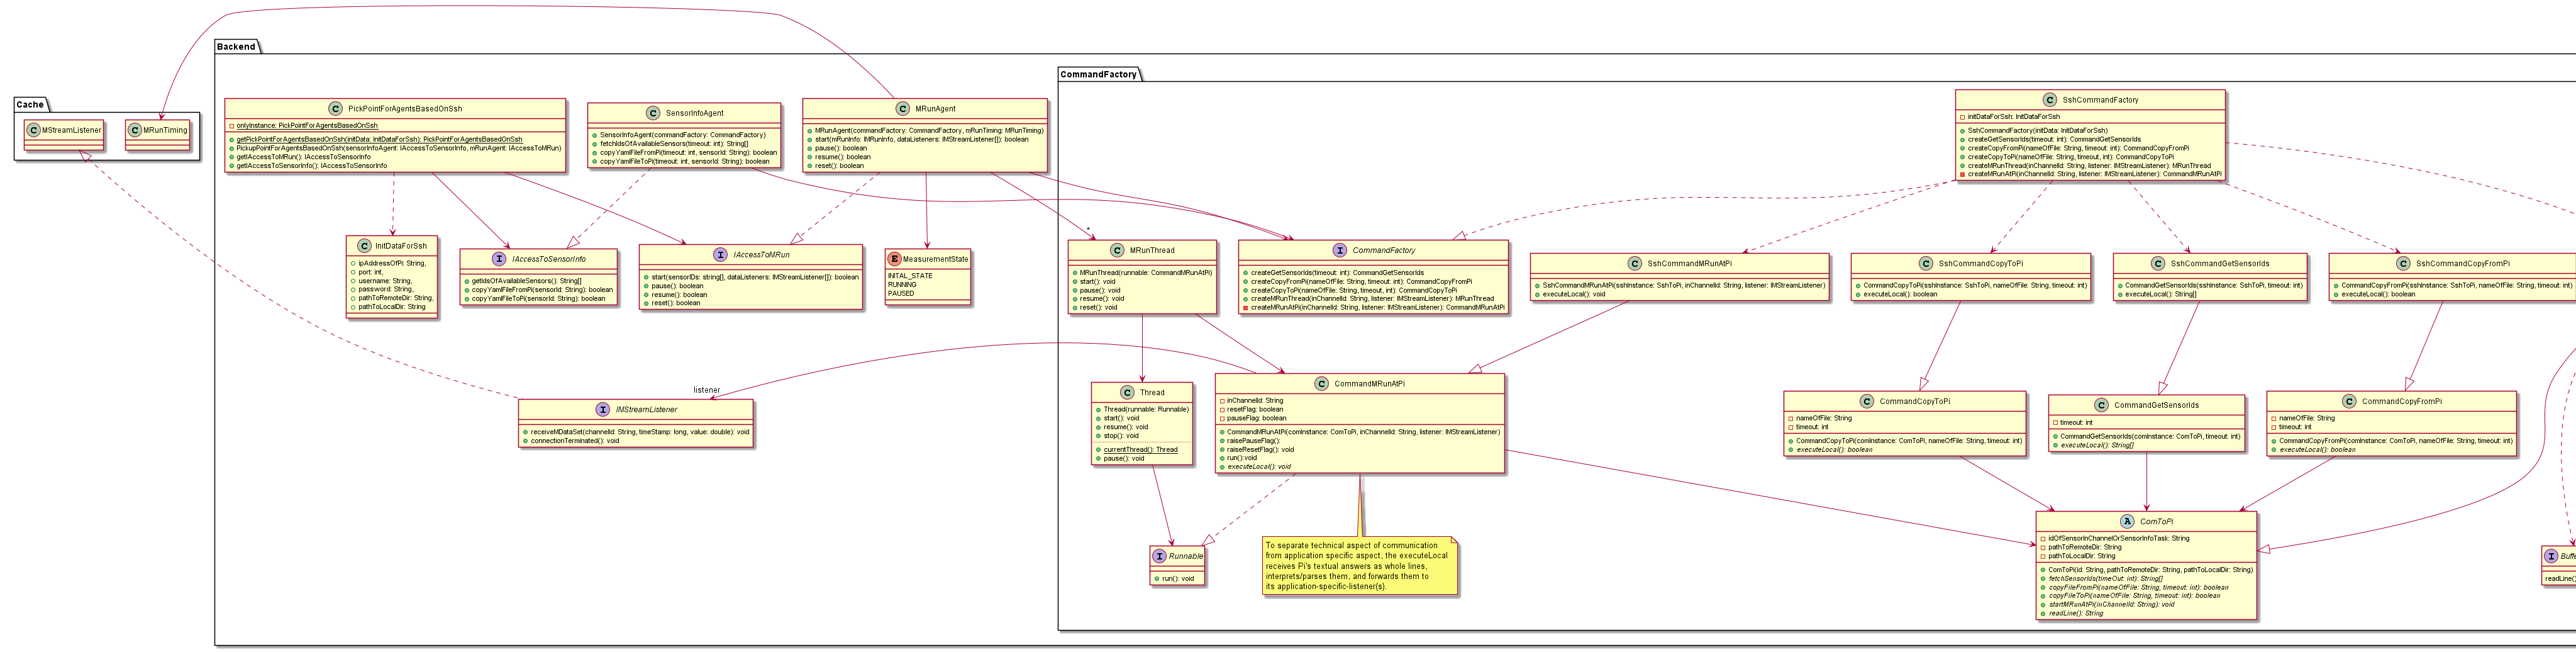 Backend
CommandFactory
Cache
C MStreamListener
C MRunTiming
C PickPointForAgentsBasedOnSsh
onlyInstance: PickPointForAgentsBasedOnSsh
getPickPointForAgentsBasedOnSsh(initData: InitDataForSsh): PickPointForAgentsBasedOnSsh
PickupPointForAgentsBasedOnSsh(sensorInfoAgent: IAccessToSensorInfo, mRunAgent: IAccessToMRun)
getIAccessToMRun(): IAccessToSensorInfo
getIAccessToSensorInfo(): IAccessToSensorInfo
C SensorInfoAgent
SensorInfoAgent(commandFactory: CommandFactory)
fetchIdsOfAvailableSensors(timeout: int): String[]
copyYamlFileFromPi(timeout: int, sensorId: String): boolean
copyYamlFileToPi(timeout: int, sensorId: String): boolean
C MRunAgent
MRunAgent(commandFactory: CommandFactory, mRunTiming: MRunTiming)
start(mRunInfo: IMRunInfo, dataListeners: IMStreamListener[]): boolean
pause(): boolean
resume(): boolean
reset(): boolean
C SshCommandFactory
initDataForSsh: InitDataForSsh
SshCommandFactory(initData: InitDataForSsh)
createGetSensorIds(timeout: int): CommandGetSensorIds
createCopyFromPi(nameOfFile: String, timeout: int): CommandCopyFromPi
createCopyToPi(nameOfFile: String, timeout, int): CommandCopyToPi
createMRunThread(inChannelId: String, listener: IMStreamListener): MRunThread
createMRunAtPi(inChannelId: String, listener: IMStreamListener): CommandMRunAtPi
C InitDataForSsh
ipAddressOfPi: String,
port: int,
username: String,
password: String,
pathToRemoteDir: String,
pathToLocalDir: String
I IAccessToSensorInfo
getIdsOfAvailableSensors(): String[]
copyYamlFileFromPi(sensorId: String): boolean
copyYamlFileToPi(sensorId: String): boolean
I IAccessToMRun
start(sensorIDs: string[], dataListeners: IMStreamListener[]): boolean
pause(): boolean
resume(): boolean
reset(): boolean
E MeasurementState
INITAL_STATE
RUNNING
PAUSED
*
C MRunThread
MRunThread(runnable: CommandMRunAtPi)
start(): void
pause(): void
resume(): void
reset(): void
I CommandFactory
createGetSensorIds(timeout: int): CommandGetSensorIds
createCopyFromPi(nameOfFile: String, timeout: int): CommandCopyFromPi
createCopyToPi(nameOfFile: String, timeout, int): CommandCopyToPi
createMRunThread(inChannelId: String, listener: IMStreamListener): MRunThread
createMRunAtPi(inChannelId: String, listener: IMStreamListener): CommandMRunAtPi
C SshCommandMRunAtPi
SshCommandMRunAtPi(sshInstance: SshToPi, inChannelId: String, listener: IMStreamListener)
executeLocal(): void
C SshCommandCopyToPi
CommandCopyToPi(sshInstance: SshToPi, nameOfFile: String, timeout: int)
executeLocal(): boolean
C SshCommandGetSensorIds
CommandGetSensorIds(sshInstance: SshToPi, timeout: int)
executeLocal(): String[]
C SshCommandCopyFromPi
CommandCopyFromPi(sshInstance: SshToPi, nameOfFile: String, timeout: int)
executeLocal(): boolean
listener
I IMStreamListener
receiveMDataSet(channelId: String, timeStamp: long, value: double): void
connectionTerminated(): void
C Thread
Thread(runnable: Runnable)
start(): void
resume(): void
stop(): void
currentThread(): Thread
pause(): void
C CommandMRunAtPi
inChannelId: String
resetFlag: boolean
pauseFlag: boolean
CommandMRunAtPi(comInstance: ComToPi, inChannelId: String, listener: IMStreamListener)
raisePauseFlag():
raiseResetFlag(): void
run():void
executeLocal(): void
C CommandCopyToPi
nameOfFile: String
timeout: int
CommandCopyToPi(comInstance: ComToPi, nameOfFile: String, timeout: int)
executeLocal(): boolean
C CommandGetSensorIds
timeout: int
CommandGetSensorIds(comInstance: ComToPi, timeout: int)
executeLocal(): String[]
C CommandCopyFromPi
nameOfFile: String
timeout: int
CommandCopyFromPi(comInstance: ComToPi, nameOfFile: String, timeout: int)
executeLocal(): boolean
I Runnable
run(): void
To separate technical aspect of communication
from application specific aspect, the executeLocal
receives Pi's textual answers as whole lines,
interprets/parses them, and forwards them to
its application-specific-listener(s).
A ComToPi
idOfSensorInChannelOrSensorInfoTask: String
pathToRemoteDir: String
pathToLocalDir: String
ComToPi(id: String, pathToRemoteDir: String, pathToLocalDir: String)
fetchSensorIds(timeOut: int): String[]
copyFileFromPi(nameOfFile: String, timeout: int): boolean
copyFileToPi(nameOfFile: String, timeout: int): boolean
startMRunAtPi(inChannelId: String): void
readLine(): String
I Buffe
readLine()